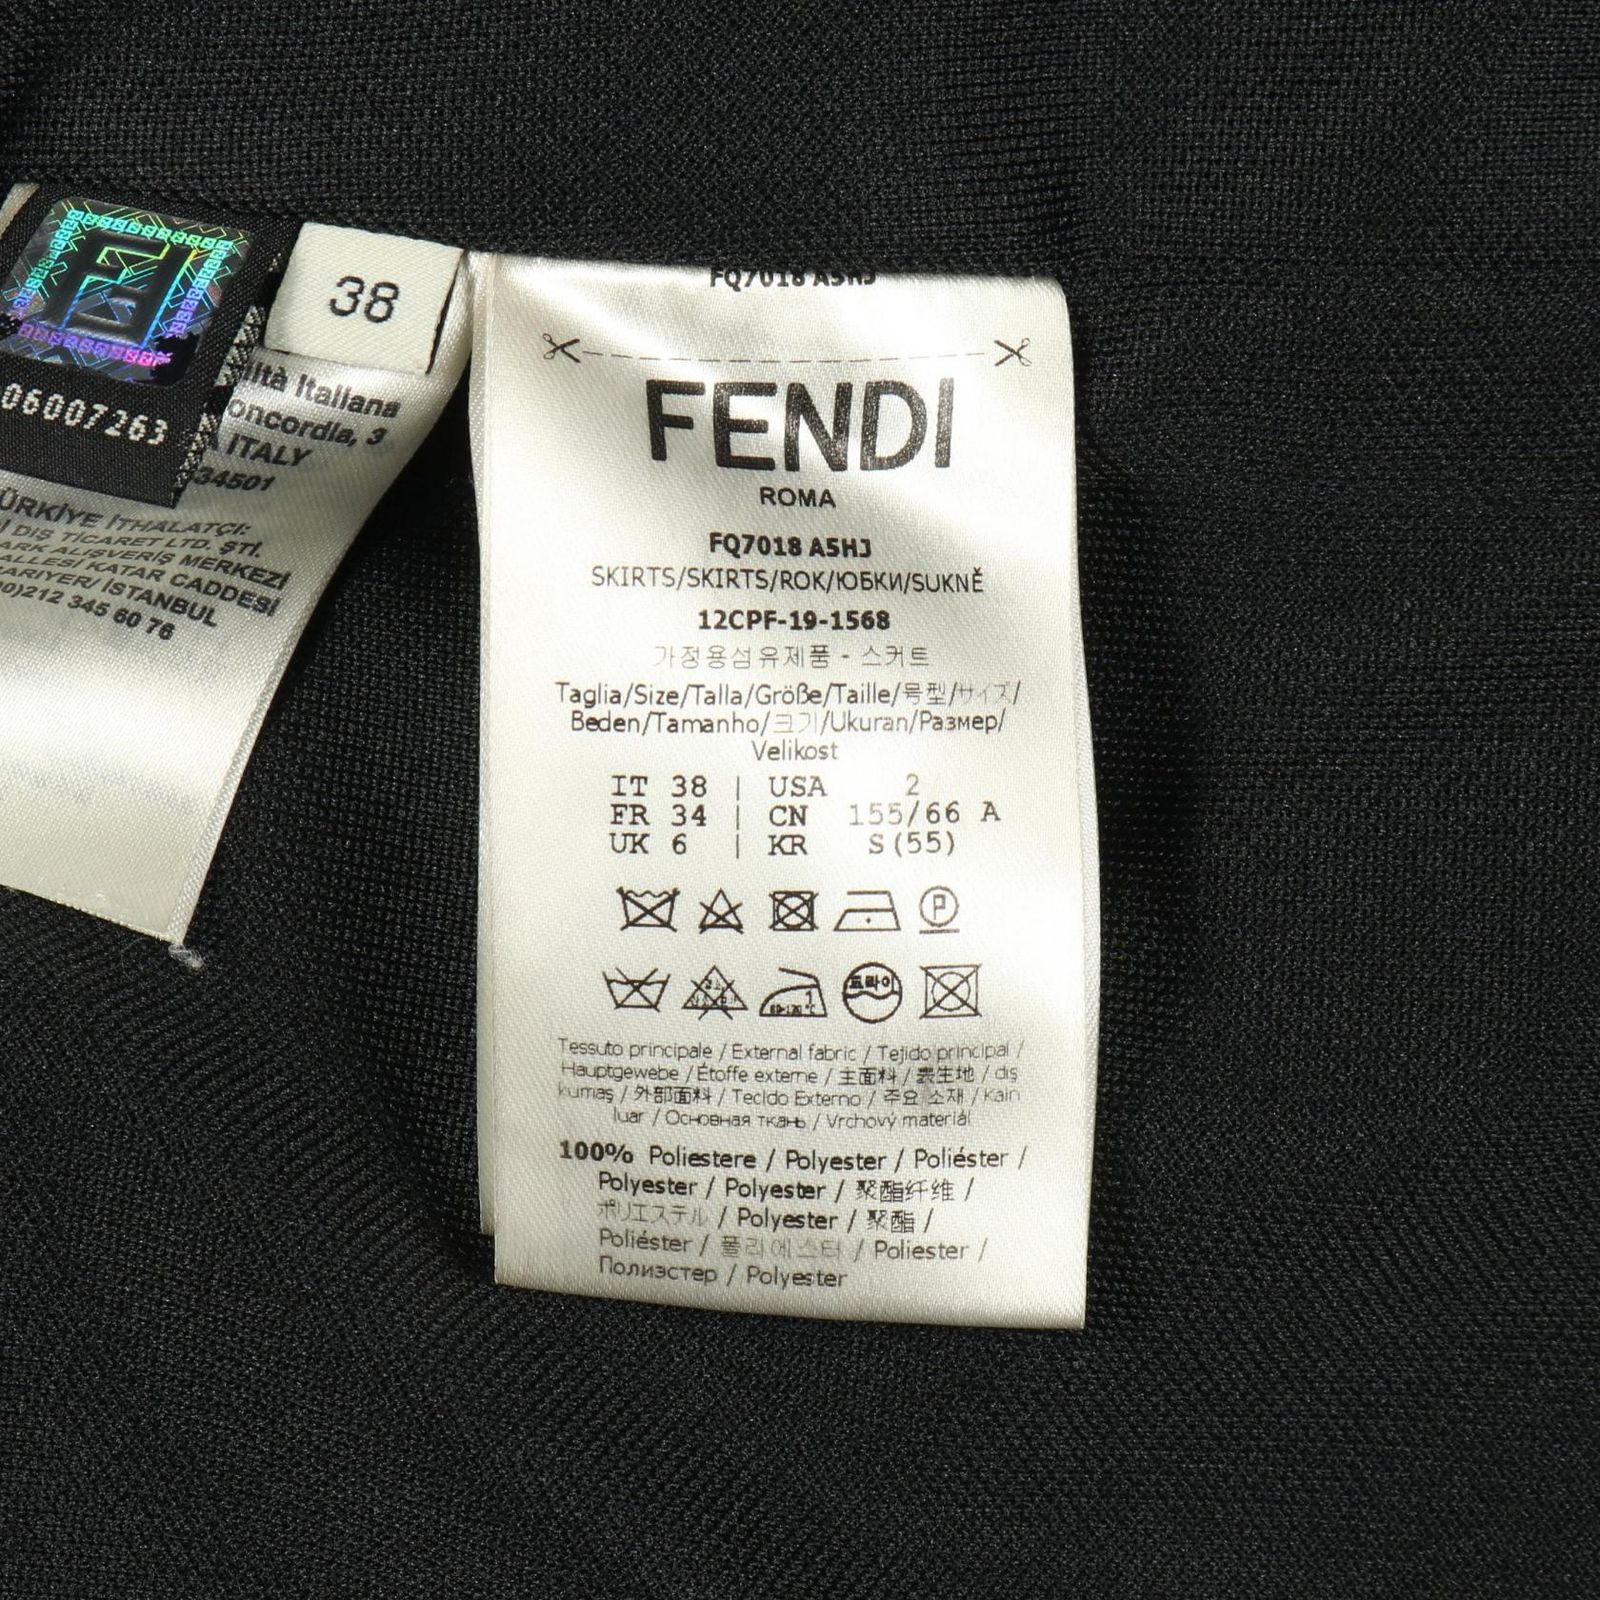 38
06007263
Italiana
oncordia, 3
ITALY
34501
ÜRKİYE İTHALATÇI:
DIŞ TİCARET LTD. ŞTİ.
ARK ALIŞVERİŞ MERKEZİ
KATAR CADDESİ
ARIYER/ İSTANBUL
212 345 60 76
FQ7018 A5HJ
FENDI
ROMA
FQ7018 A5HJ
SKIRTS/SKIRTS/ROK/ЮБКИ/SUKNĚ
12CPF-19-1568
가정용섬유제품 - 스커트
Taglia/Size/Talla/Größe/Taille/号型/サイズ/
Beden/Tamanho/크기/Ukuran/Размер/
Velikost
IT 38 | USA 2
FR 34 | CN 155/66 A
UK 6 | KR S(55)
P
드라이
Tessuto principale / External fabric / Tejido principal /
Hauptgewebe / Étoffe externe / 主面料 / 表生地 / dış
kumaş / 外部面料 / Tecido Externo / 주요 소재 / Kain
luar / Основная ткань / Vrchový materiál
100% Poliestere / Polyester / Poliéster /
Polyester / Polyester / 聚酯纤维 /
ポリエステル / Polyester / 聚酯 /
Poliéster / 폴리에스터 / Poliester /
Полиэстер / Polyester